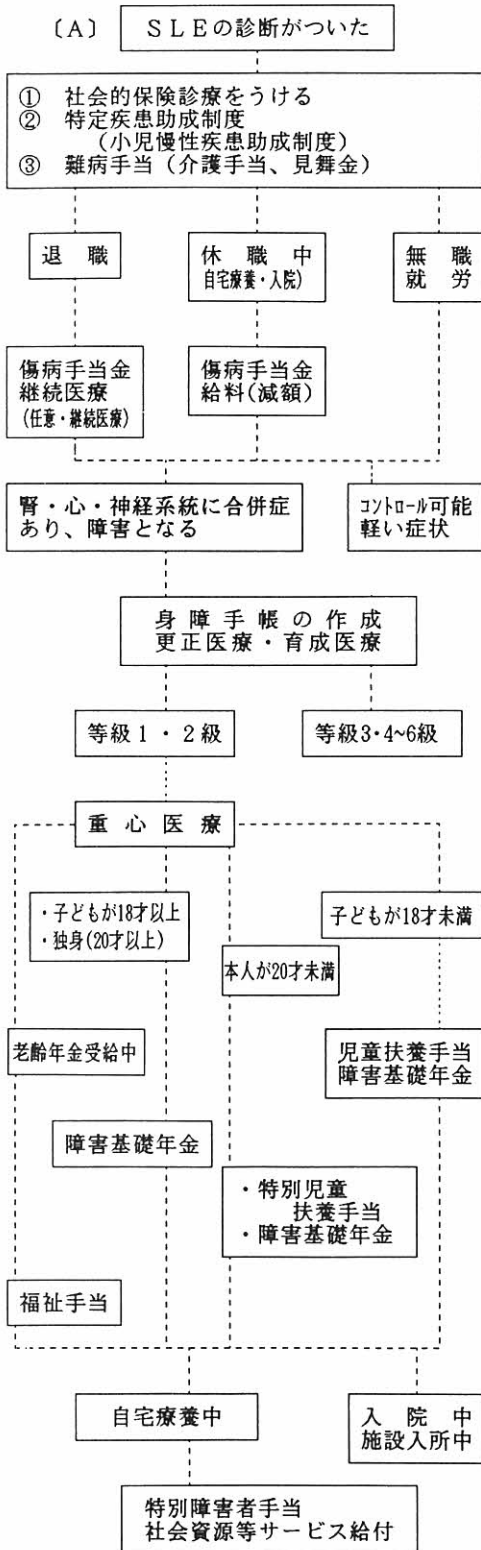 〔A〕 SLEの診断がついた
① 社会的保険診療をうける
② 特定疾患助成制度
(小児慢性疾患助成制度)
③ 難病手当(介護手当、見舞金)
退職
休職中
自宅療養・入院)
無職
就労
傷病手当金
継続医療
(任意・継続医療)
傷病手当金
給料(減額)
腎・心・神経系統に合併症
あり、障害となる
コントロール可能
軽い症状
身障手帳の作成
更正医療・育成医療
等級1・2級
等級3・4~6級
重心医療
・子どもが18才以上
・独身(20才以上)
子どもが18才未満
本人が20才未満
老齢年金受給中
児童扶養手当
障害基礎年金
障害基礎年金
・特別児童
扶養手当
・障害基礎年金
福祉手当
自宅療養中
入院中
施設入所中
特別障害者手当
社会資源等サービス給付